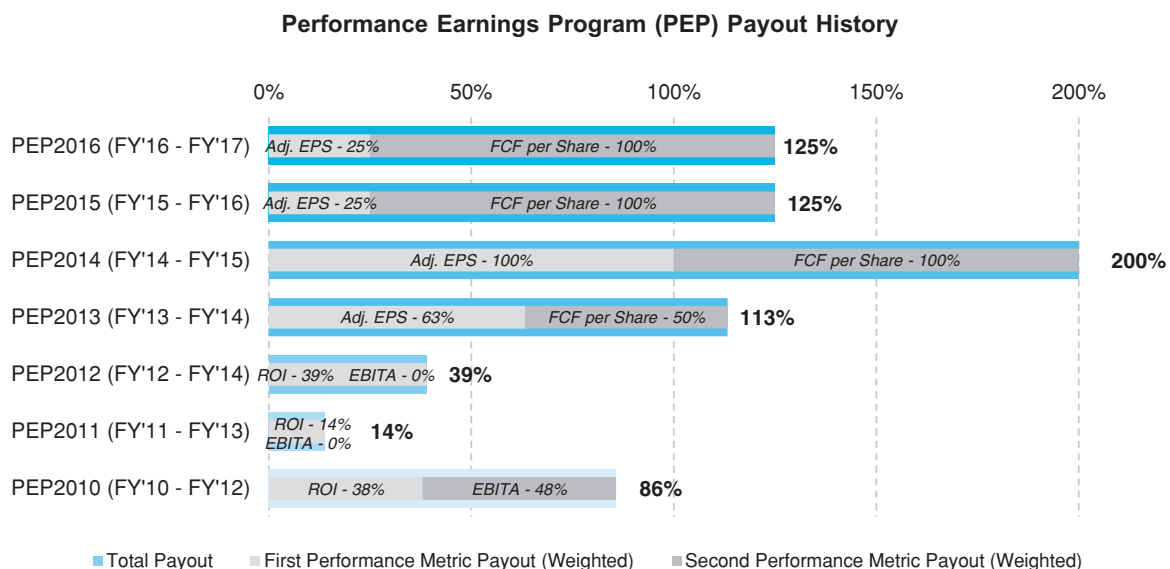 Performance Earnings Program (PEP) Payout History
0% 50% 100% 150% 200%
PEP2016 (FY'16 - FY'17) Adj. EPS - 25% FCF per Share - 100% 125%
PEP2015 (FY'15 - FY'16) Adj. EPS - 25% FCF per Share - 100% 125%
PEP2014 (FY'14 - FY'15) Adj. EPS - 100% FCF per Share - 100% 200%
PEP2013 (FY'13 - FY'14) Adj. EPS - 63% FCF per Share - 50% 113%
PEP2012 (FY'12 - FY'14) ROI - 39% EBITA - 0% 39%
PEP2011 (FY'11 - FY'13) ROI - 14% 14%
EBITA - 0%
PEP2010 (FY'10 - FY'12) ROI - 38% EBITA - 48% 86%
Total Payout First Performance Metric Payout (Weighted) Second Performance Metric Payout (Weighted)